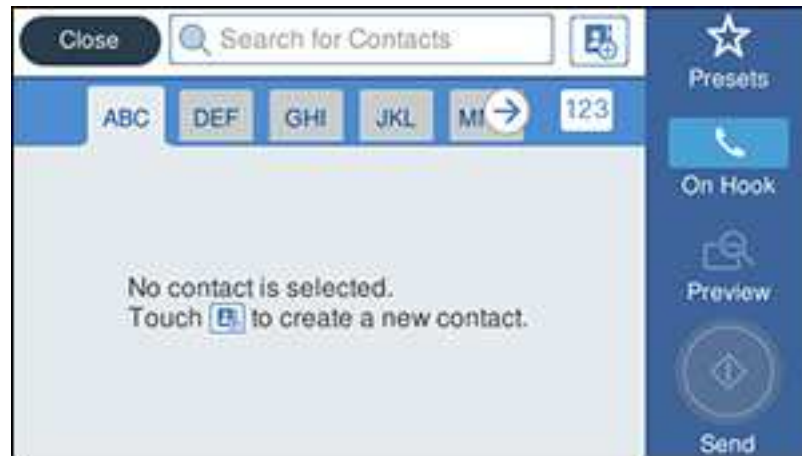 Close
Search for Contacts
Presets
ABC
DEF
GHI
JKL
123
On Hook
No contact is selected.
Touch to create a new contact.
Preview
Send